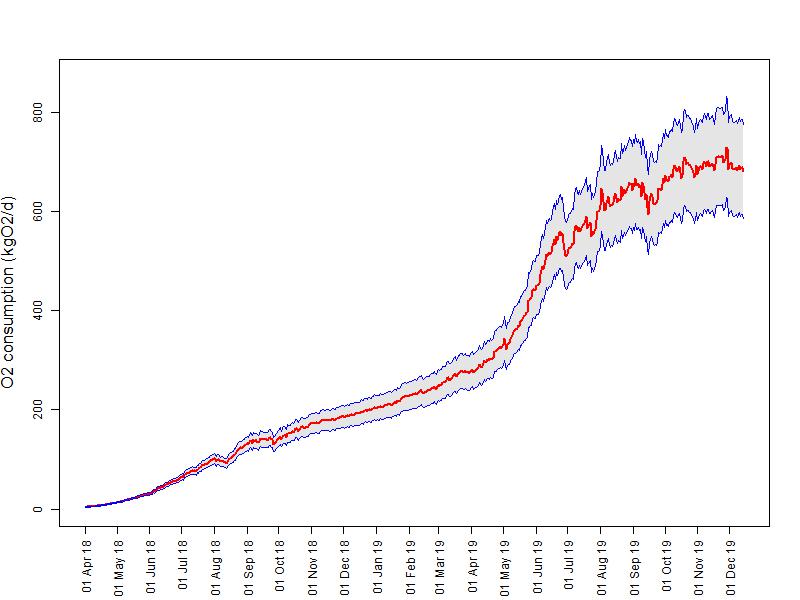 O2 consumption (kgO2/d)
800
600
400
200
0
01 Apr 18
01 May 18
01 Jun 18
01 Jul 18
01 Aug 18
01 Sep 18
01 Oct 18
01 Nov 18
01 Dec 18
01 Jan 19
01 Feb 19
01 Mar 19
01 Apr 19
01 May 19
01 Jun 19
01 Jul 19
01 Aug 19
01 Sep 19
01 Oct 19
01 Nov 19
01 Dec 19